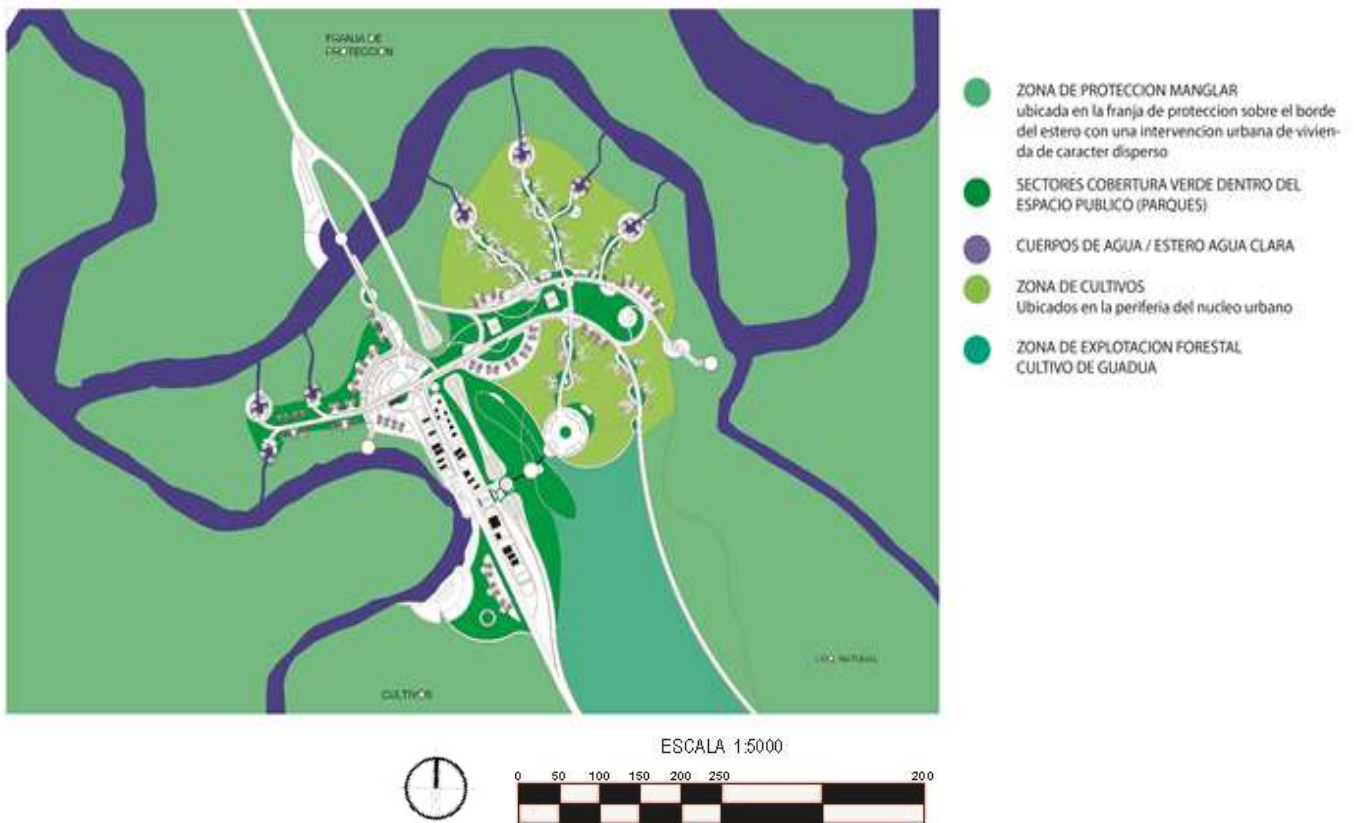 FRANJA DE
PROTECCION
CULTIVOS
ZONA DE PROTECCION MANGLAR
ubicada en la franja de proteccion sobre el borde
del estero con una intervencion urbana de vivien-
da de caracter disperso
SECTORES COBERTURA VERDE DENTRO DEL
ESPACIO PUBLICO (PARQUES)
CUERPOS DE AGUA / ESTERO AGUA CLARA
ZONA DE CULTIVOS
Ubicados en la periferia del nucleo urbano
ZONA DE EXPLOTACION FORESTAL
CULTIVO DE GUADUA
ESCALA 1:5000
0 50 100 150 200 250 200